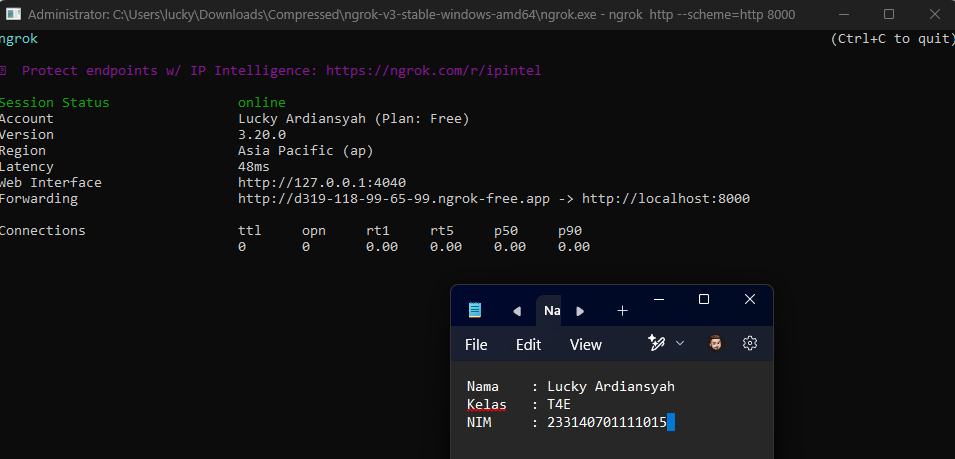 Administrator: C:\Users\lucky\Downloads\Compressed\ngrok-v3-stable-windows-amd64\ngrok.exe - ngrok http --scheme=http 8000
ngrok (Ctrl+C to quit)
Protect endpoints w/ IP Intelligence: https://ngrok.com/r/ipintel
Session Status online
Account Lucky Ardiansyah (Plan: Free)
Version 3.20.0
Region Asia Pacific (ap)
Latency 48ms
Web Interface http://127.0.0.1:4040
Forwarding http://d319-118-99-65-99.ngrok-free.app -> http://localhost:8000
Connections ttl opn rt1 rt5 p50 p90
0 0 0.00 0.00 0.00 0.00
Na
File Edit View
Nama : Lucky Ardiansyah
Kelas : T4E
NIM : 233140701111015